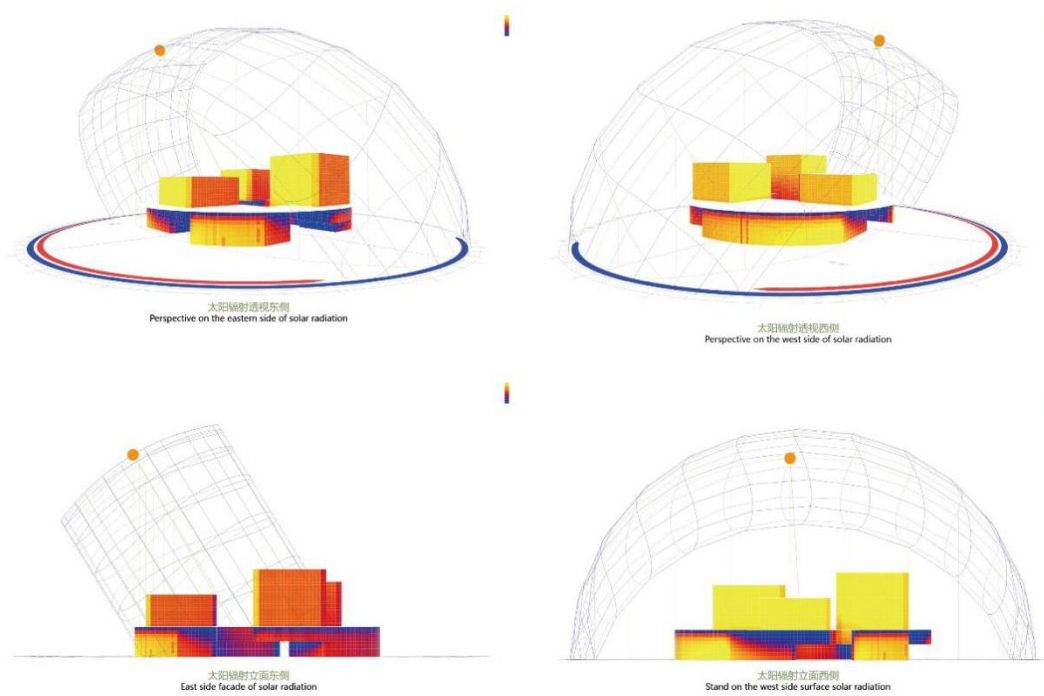 太阳辐射透视东侧
Perspective on the eastern side of solar radiation
太阳辐射透视西侧
Perspective on the west side of solar radiation
太阳辐射立面东侧
East side facade of solar radiation
太阳辐射立面西侧
Stand on the west side surface solar radiation